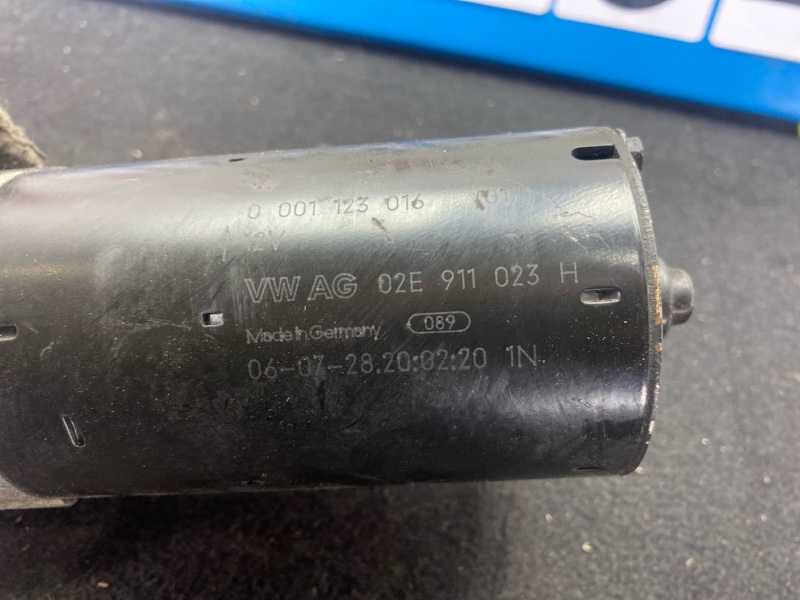 0 001 123 016 101
12V
VW AG 02E 911 023 H
Made in Germany 089
06-07-28.20:02:20 1N